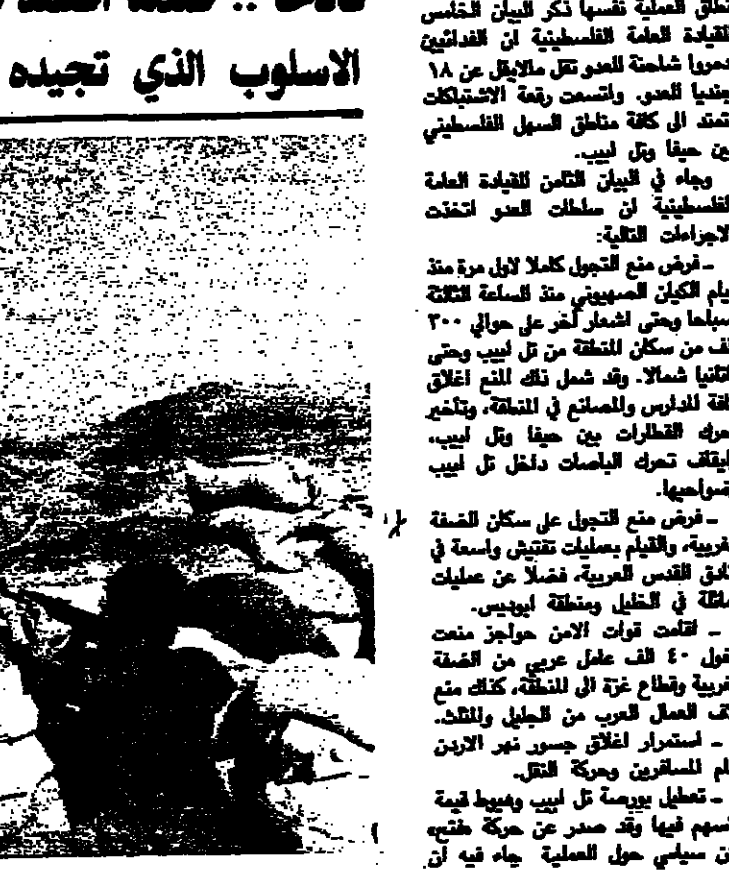 الاسلوب الذي تجيده
نطاق العملية نفسها ذكر البيان الخامس
للقيادة العامة الفلسطينية ان الفدائيين
دمروا شاحنة للعدو تقل مالايقل عن ١٨
جنديا للعدو. واتسعت رقعة الاشتباكات
لتمتد الى كافة مناطق السهل الفلسطيني
بين حيفا وتل ابيب.
وجاء في البيان الثامن للقيادة العامة
الفلسطينية ان سلطات العدو اتخذت
الاجراءات التالية:
ـ فرض منع التجول كاملا لاول مرة منذ
قيام الكيان الصهيوني منذ الساعة الثالثة
صباحا وحتى اشعار آخر على حوالي ٣٠٠
الف من سكان المنطقة من تل ابيب وحتى
ناتانيا شمالا. وقد شمل ذلك المنع اغلاق
كافة المدارس والمصانع في المنطقة، وتأخير
تحرك القطارات بين حيفا وتل ابيب،
وايقاف تحرك الباصات داخل تل ابيب
وضواحيها.
ـ فرض منع التجول على سكان الضفة
الغربية، والقيام بعمليات تفتيش واسعة في
فنادق القدس العربية، فضلا عن عمليات
مماثلة في الخليل ومنطقة ابوديس.
ـ اقامت قوات الامن حواجز منعت
دخول ٤٠ الف عامل عربي من الضفة
الغربية وقطاع غزة الى المنطقة، كذلك منع
العمال العرب من الجليل والمثلث.
ـ استمرار اغلاق جسور نهر الاردن
امام المسافرين وحركة النقل.
ـ تعطيل بورصة تل ابيب وهبوط قيمة
الاسهم فيها وقد صدر عن حركة «فتح»
سياسي حول العملية جاء فيه ان